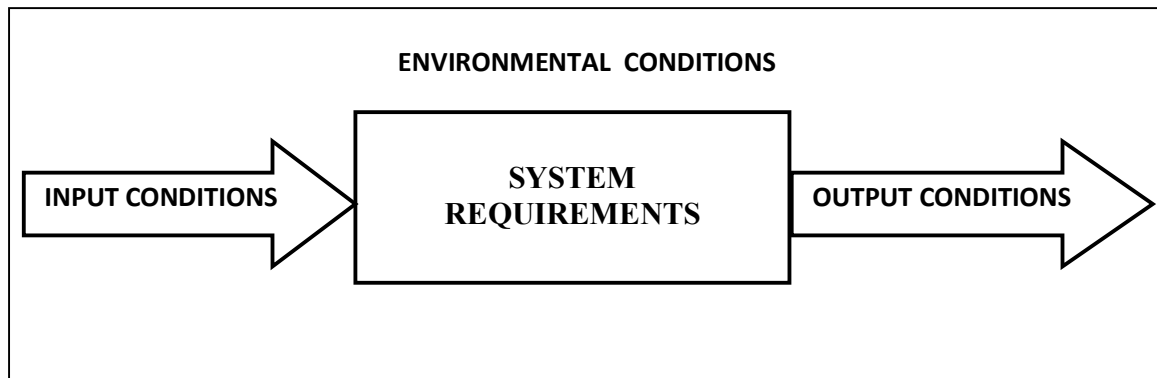 ENVIRONMENTAL CONDITIONS
INPUT CONDITIONS
SYSTEM
REQUIREMENTS
OUTPUT CONDITIONS